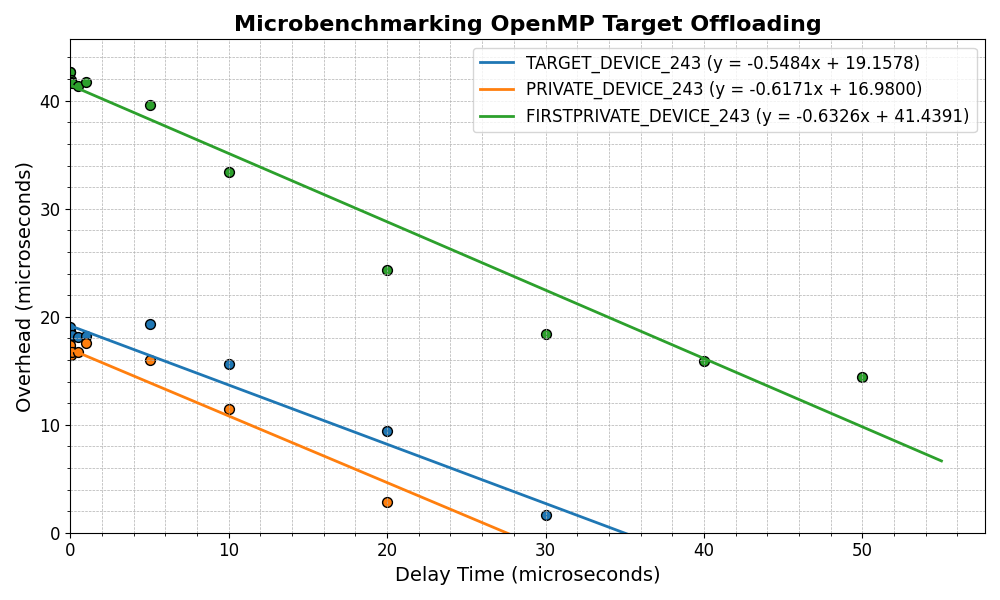 Microbenchmarking OpenMP Target Offloading
TARGET_DEVICE_243 (y = -0.5484x + 19.1578)
PRIVATE_DEVICE_243 (y = -0.6171x + 16.9800)
FIRSTPRIVATE_DEVICE_243 (y = -0.6326x + 41.4391)
Overhead (microseconds)
40
30
20
10
0
0 10 20 30 40 50
Delay Time (microseconds)